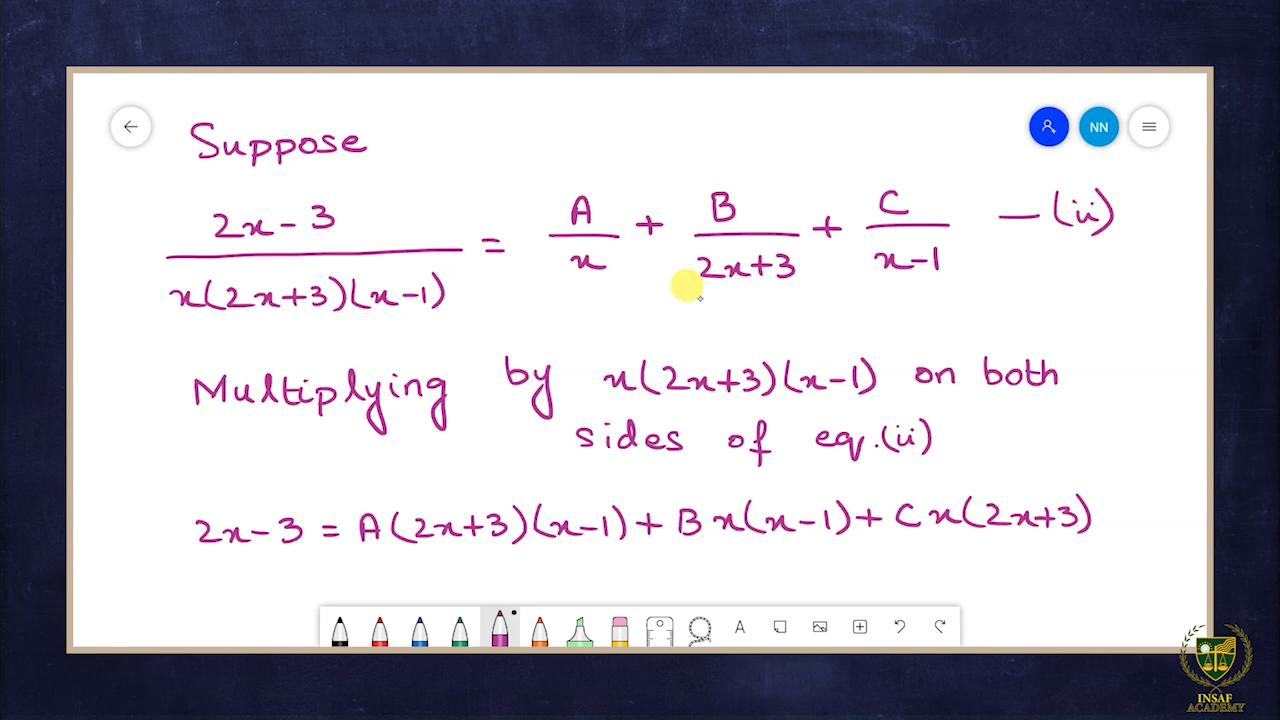 NN
Suppose
2x-3 / x(2x+3)(x-1) = A/x + B/2x+3 + C/x-1 —(ii)
Multiplying by x(2x+3)(x-1) on both
sides of eq.(ii)
2x-3 = A(2x+3)(x-1) + Bx(x-1) + Cx(2x+3)
A
INSAF
ACADEMY